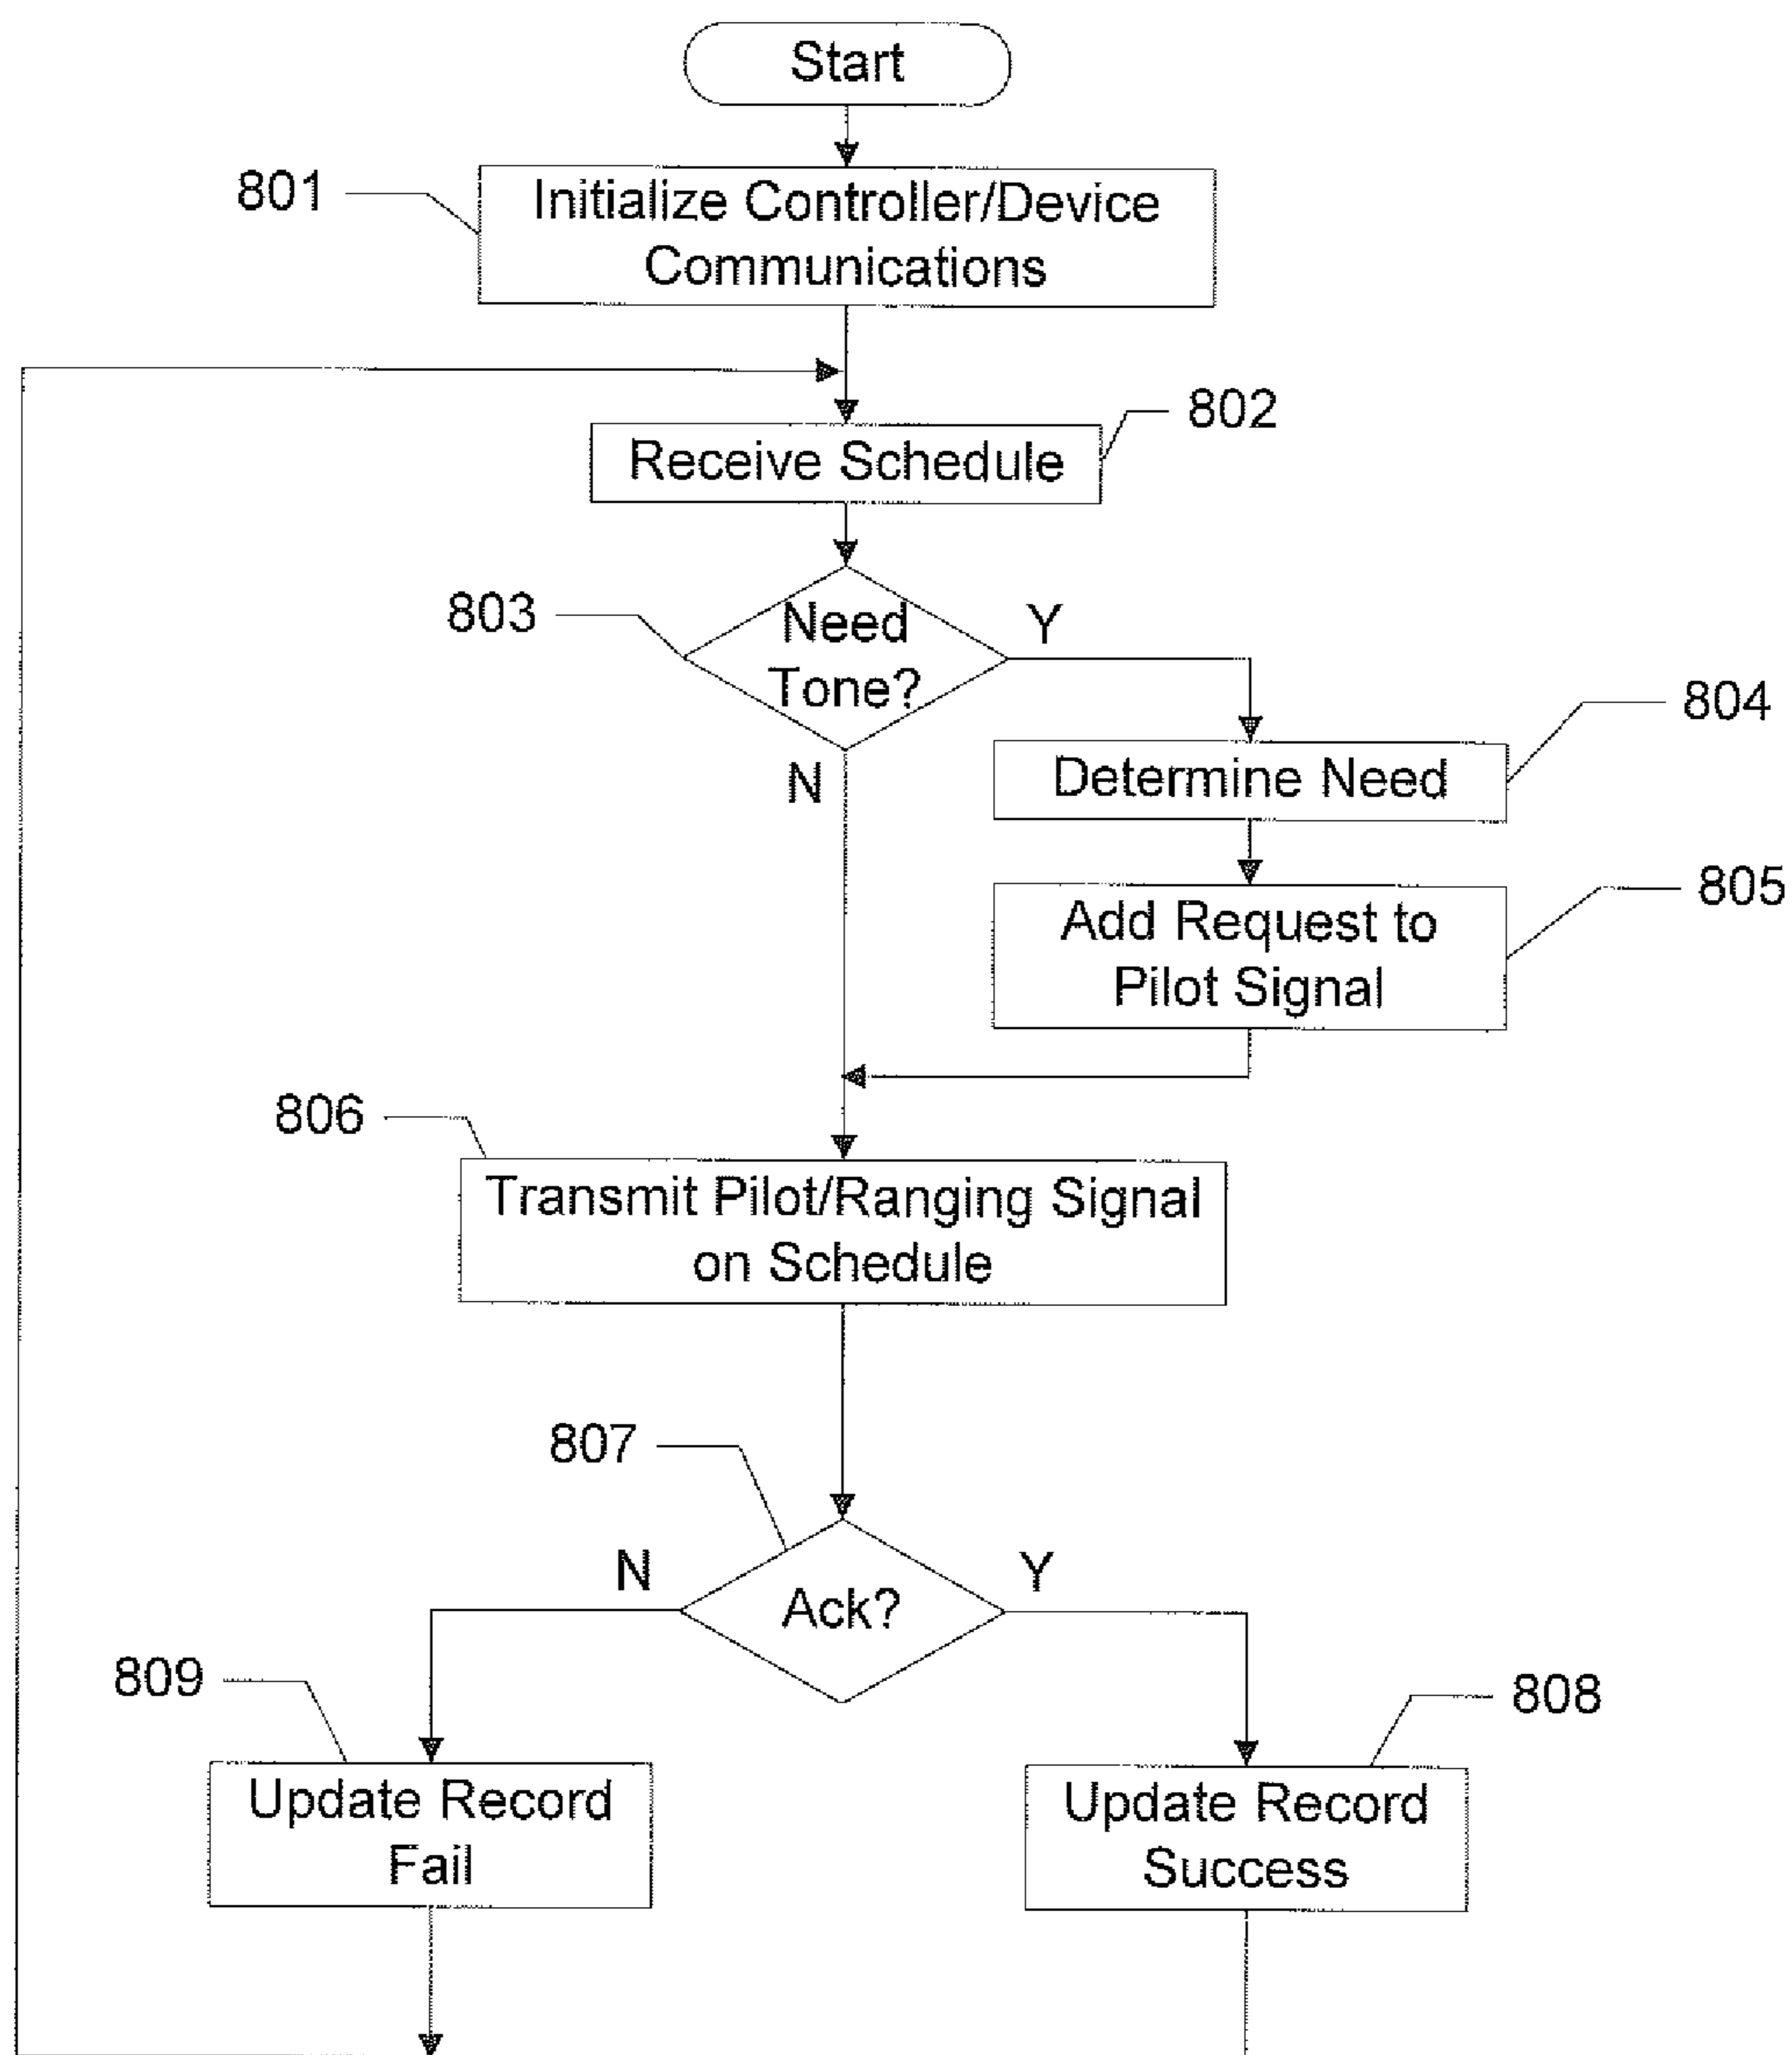 Start
801
Initialize Controller/Device
Communications
802
Receive Schedule
803
Need
Tone?
Y
N
804
Determine Need
805
Add Request to
Pilot Signal
806
Transmit Pilot/Ranging Signal
on Schedule
807
N
Ack?
Y
809
Update Record
Fail
808
Update Record
Success